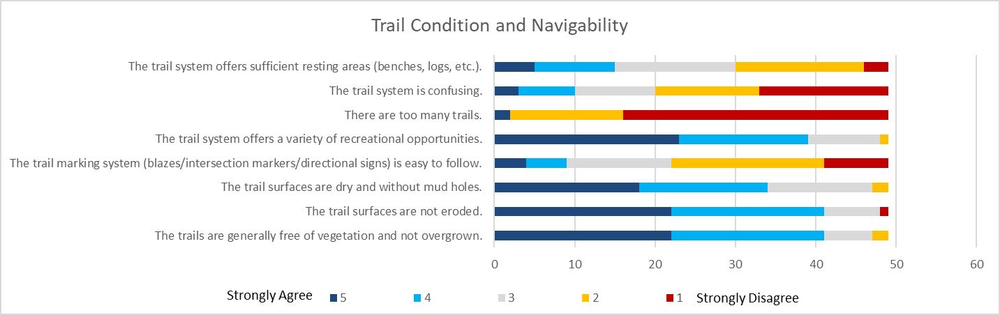 Trail Condition and Navigability
The trail system offers sufficient resting areas (benches, logs, etc.).
The trail system is confusing.
There are too many trails.
The trail system offers a variety of recreational opportunities.
The trail marking system (blazes/intersection markers/directional signs) is easy to follow.
The trail surfaces are dry and without mud holes.
The trail surfaces are not eroded.
The trails are generally free of vegetation and not overgrown.
0 10 20 30 40 50 60
Strongly Agree 5 4 3 2 1 Strongly Disagree